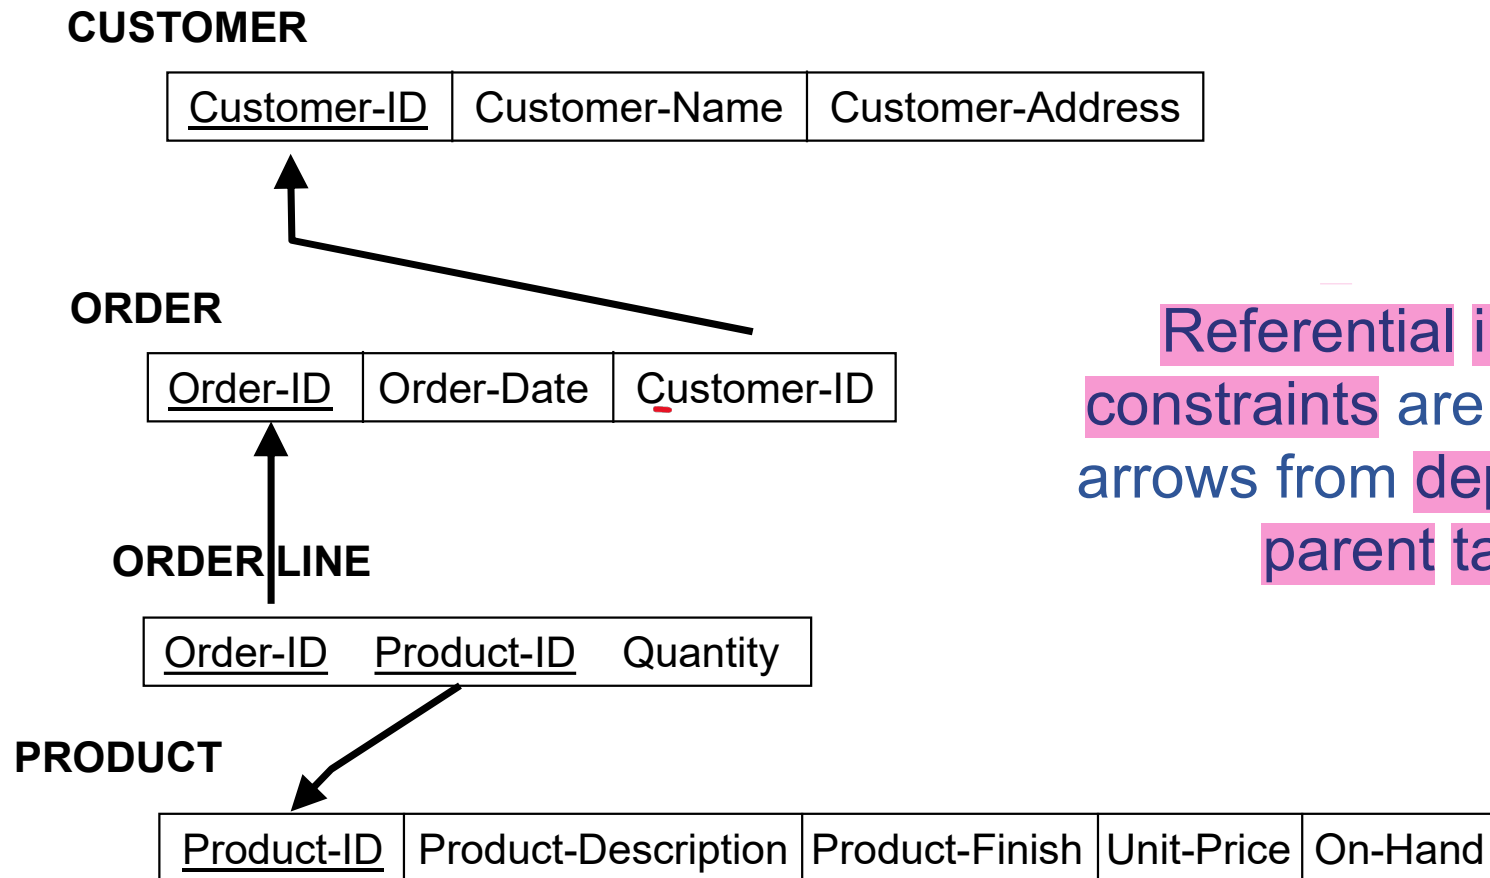 CUSTOMER
Customer-ID Customer-Name Customer-Address
ORDER
Order-ID Order-Date Customer-ID
Referential
constraints are
arrows from
parent
ORDER LINE
Order-ID Product-ID Quantity
PRODUCT
Product-ID Product-Description Product-Finish Unit-Price On-Hand